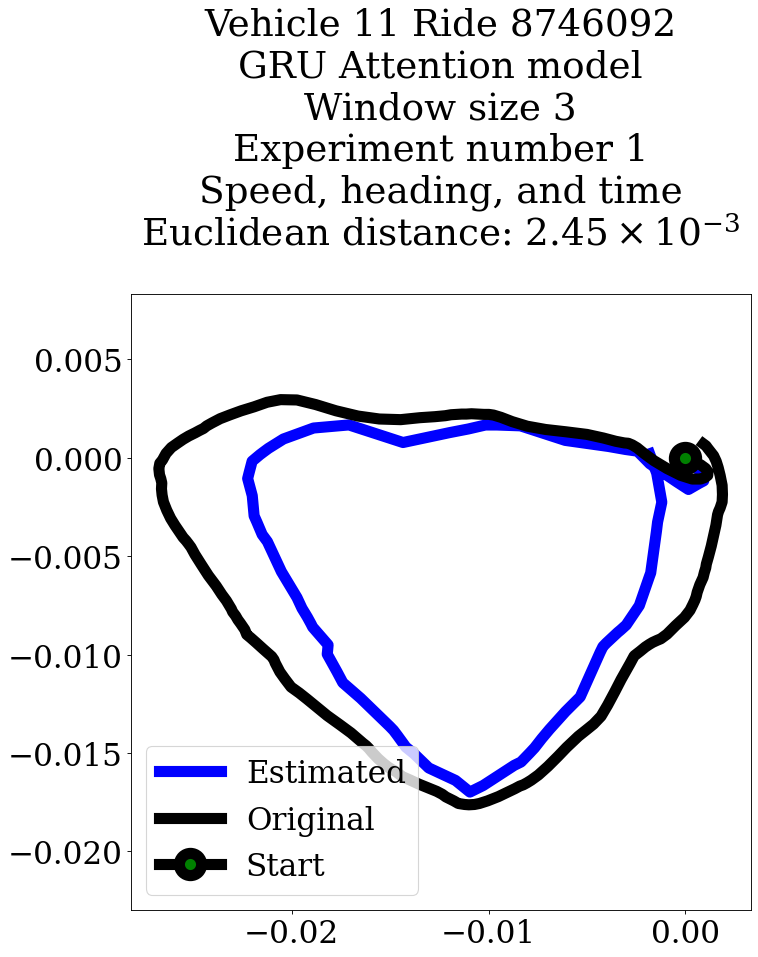 Vehicle 11 Ride 8746092
GRU Attention model
Window size 3
Experiment number 1
Speed, heading, and time
Euclidean distance: 2.45 × 10⁻³
0.005
0.000
−0.005
−0.010
−0.015
−0.020
Estimated
Original
Start
−0.02
−0.01
0.00